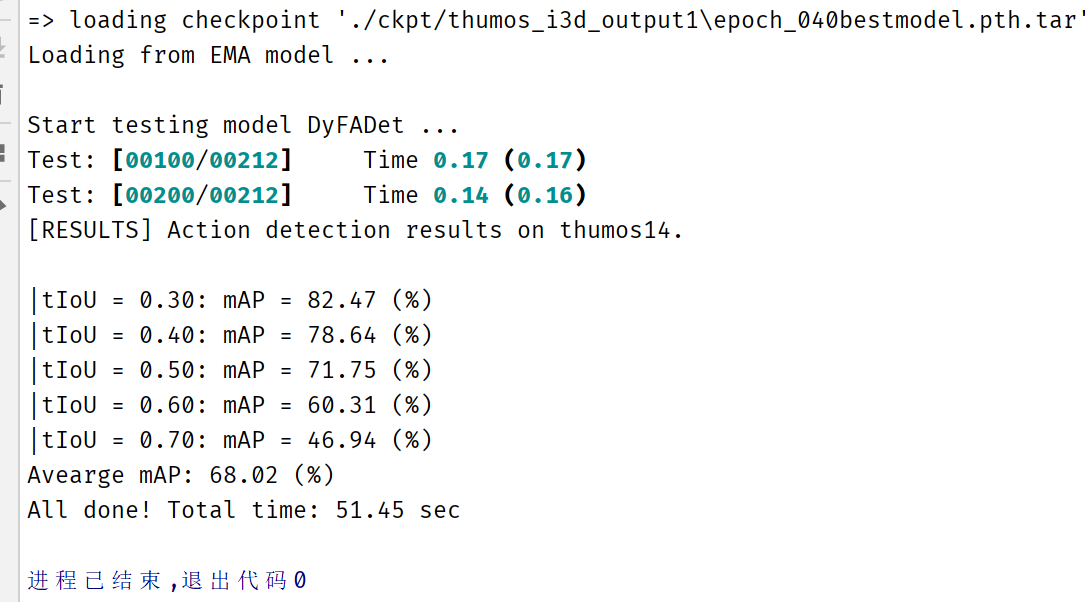 => loading checkpoint './ckpt/thumos_i3d_output1\epoch_040bestmodel.pth.tar'
Loading from EMA model ...
Start testing model DyFADet ...
Test: [00100/00212] Time 0.17 (0.17)
Test: [00200/00212] Time 0.14 (0.16)
[RESULTS] Action detection results on thumos14.
|tIoU = 0.30: mAP = 82.47 (%)
|tIoU = 0.40: mAP = 78.64 (%)
|tIoU = 0.50: mAP = 71.75 (%)
|tIoU = 0.60: mAP = 60.31 (%)
|tIoU = 0.70: mAP = 46.94 (%)
Avearge mAP: 68.02 (%)
All done! Total time: 51.45 sec
进程已结束,退出代码0